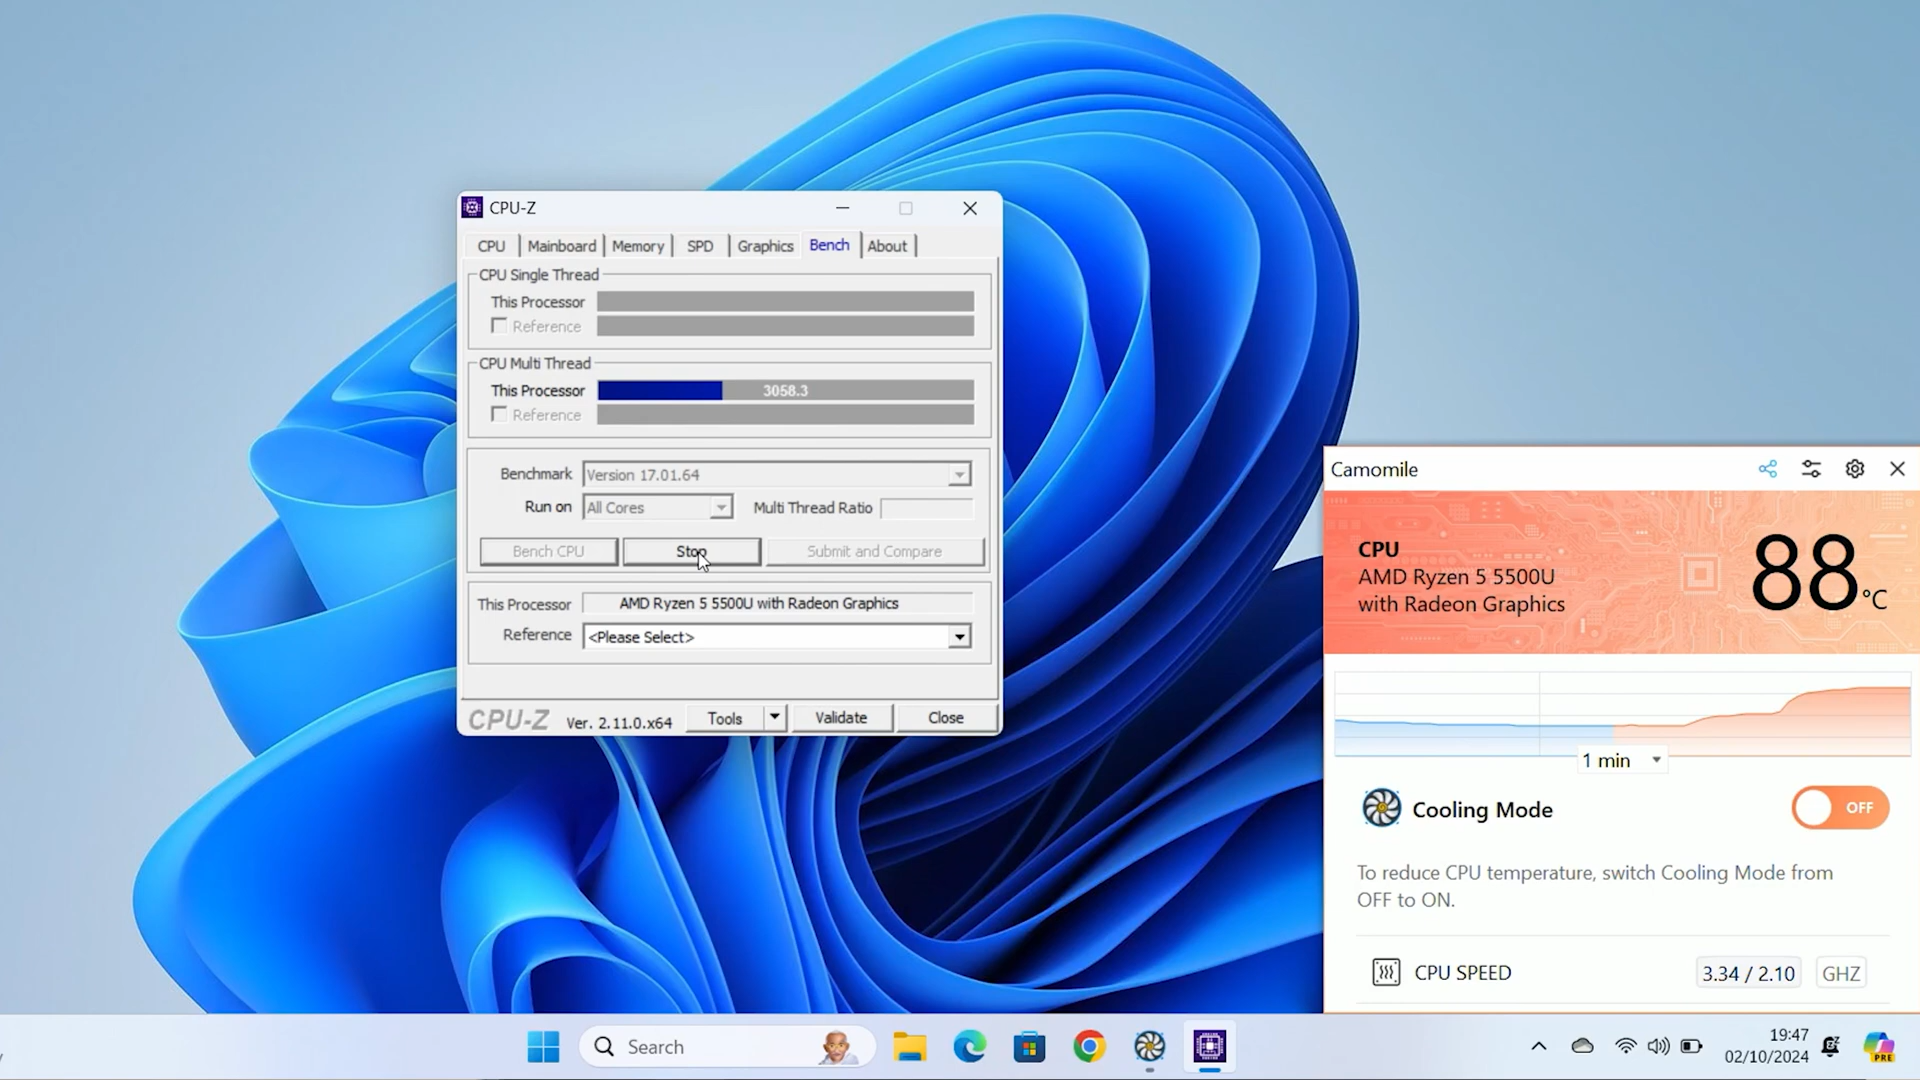 CPU-Z
CPU Mainboard Memory SPD Graphics Bench About
CPU Single Thread
This Processor
Reference
CPU Multi Thread
This Processor 3058.3
Reference
Benchmark Version 17.01.64
Run on All Cores Multi Thread Ratio
Bench CPU Stop Submit and Compare
This Processor AMD Ryzen 5 5500U with Radeon Graphics
Reference <Please Select>
CPU-Z Ver. 2.11.0.x64 Tools Validate Close
Camomile
CPU
AMD Ryzen 5 5500U
with Radeon Graphics
88 °C
1 min
Cooling Mode OFF
To reduce CPU temperature, switch Cooling Mode from
OFF to ON.
CPU SPEED 3.34 / 2.10 GHZ
Search
19:47
02/10/2024
PRE